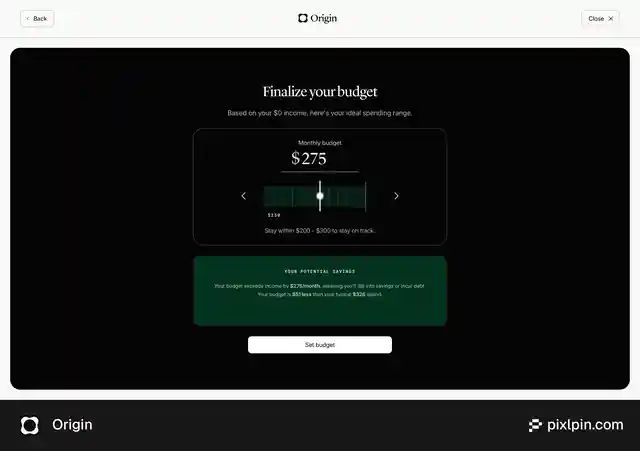 Back
Origin
Close
Finalize your budget
Based on your $0 income, here's your ideal spending range.
Monthly budget
$275
$250
Stay within $200 - $300 to stay on track.
YOUR POTENTIAL SAVINGS
Your budget exceeds income by $275/month, meaning you'll dip into savings or incur debt
Your budget is $51 less than your typical $326 spend.
Set budget
Origin
pixlpin.com